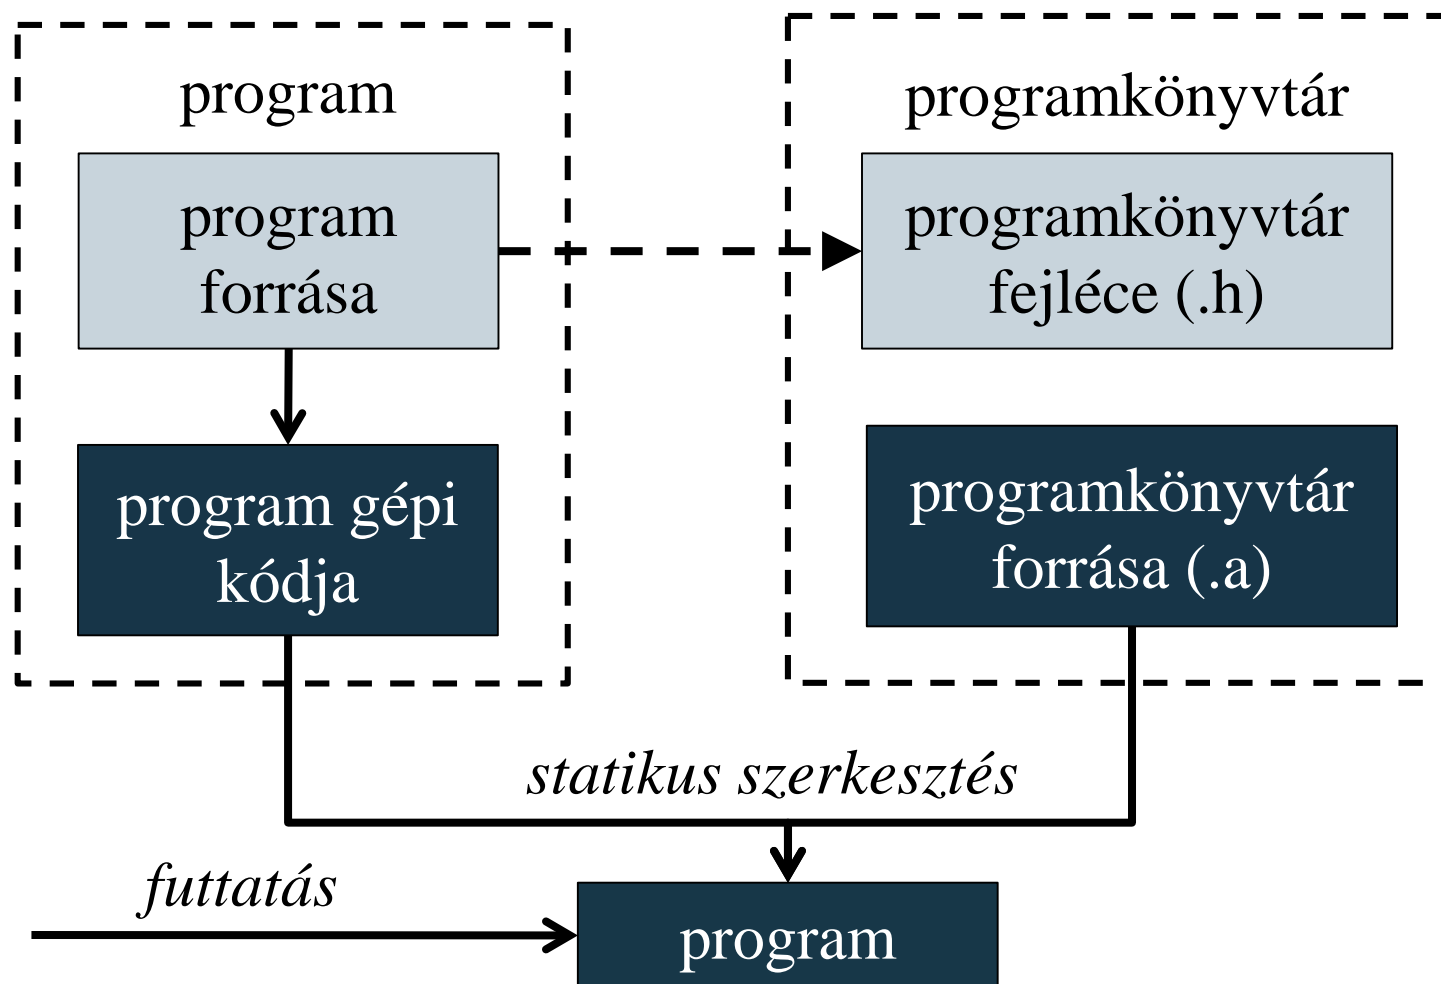 program
programkönyvtár
program
forrása
programkönyvtár
fejléce (.h)
program gépi
kódja
programkönyvtár
forrása (.a)
statikus szerkesztés
futtatás
program